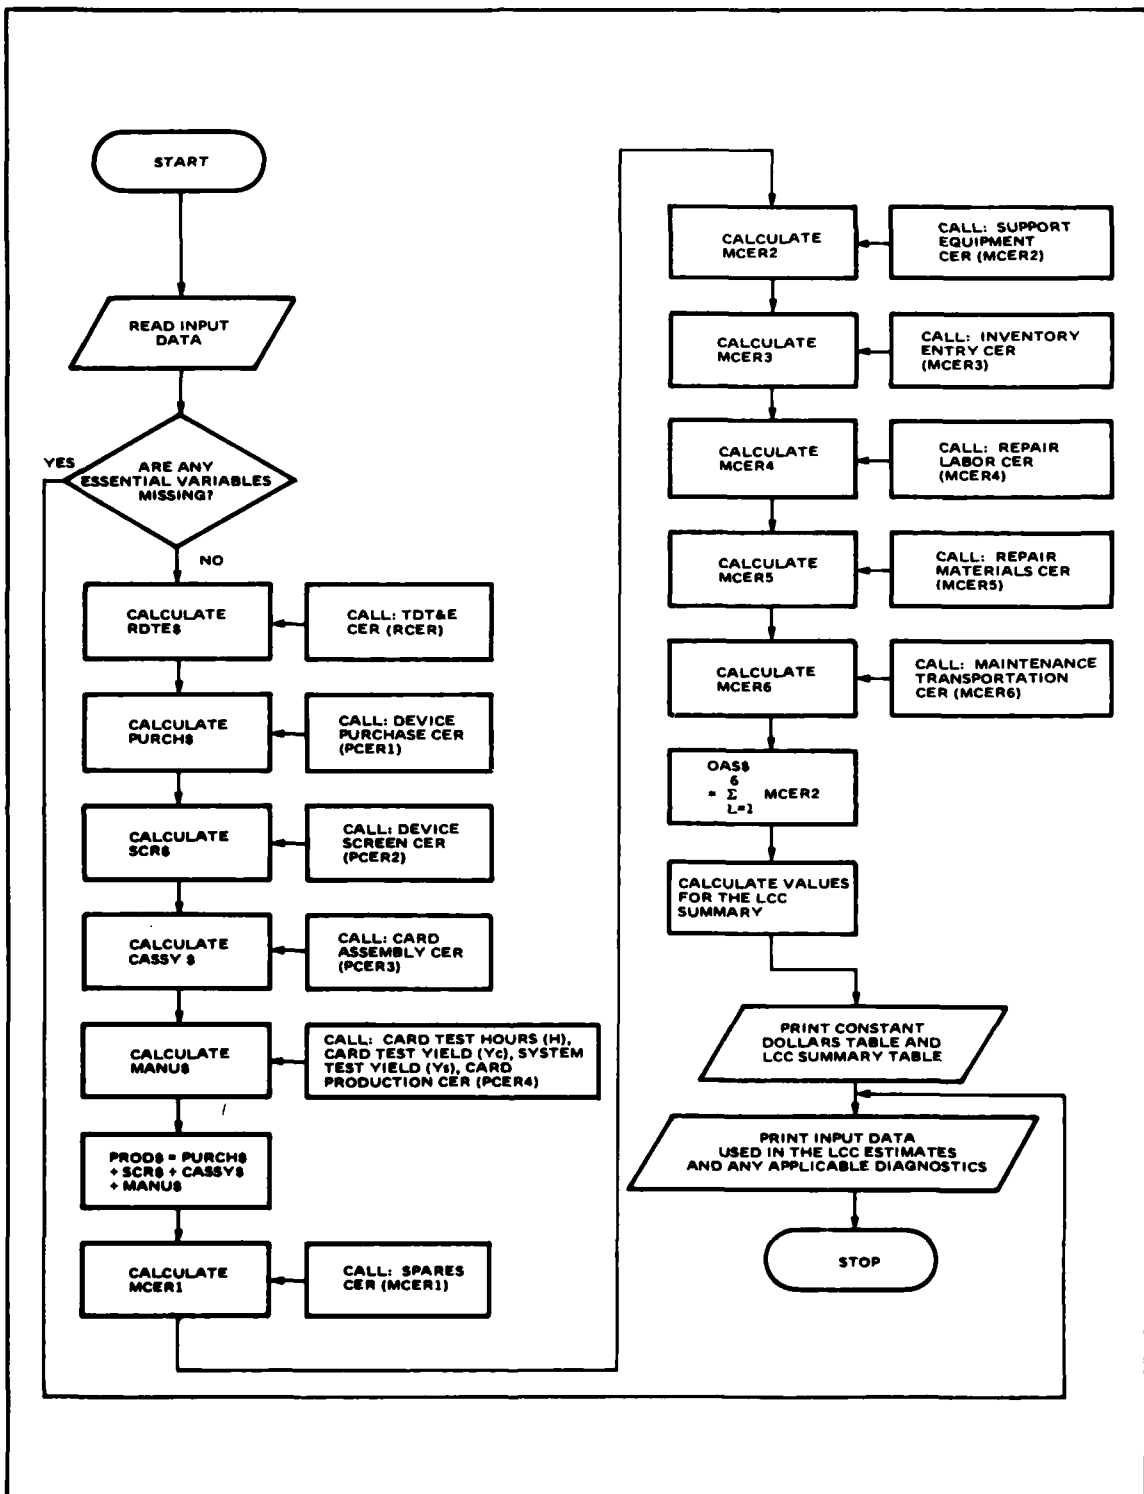 START
READ INPUT
DATA
YES
ARE ANY
ESSENTIAL VARIABLES
MISSING?
NO
CALCULATE
RDTE$
CALL: TDT&E
CER (RCER)
CALCULATE
PURCH$
CALL: DEVICE
PURCHASE CER
(PCER1)
CALCULATE
SCR$
CALL: DEVICE
SCREEN CER
(PCER2)
CALCULATE
CASSY $
CALL: CARD
ASSEMBLY CER
(PCER3)
CALCULATE
MANU$
CALL: CARD TEST HOURS (H),
CARD TEST YIELD (Yc), SYSTEM
TEST YIELD (Ys), CARD
PRODUCTION CER (PCER4)
PROD$ = PURCH$
+ SCR$ + CASSY$
+ MANU$
CALCULATE
MCER1
CALL: SPARES
CER (MCER1)
CALCULATE
MCER2
CALL: SUPPORT
EQUIPMENT
CER (MCER2)
CALCULATE
MCER3
CALL: INVENTORY
ENTRY CER
(MCER3)
CALCULATE
MCER4
CALL: REPAIR
LABOR CER
(MCER4)
CALCULATE
MCER5
CALL: REPAIR
MATERIALS CER
(MCER5)
CALCULATE
MCER6
CALL: MAINTENANCE
TRANSPORTATION
CER (MCER6)
OAS$
6
= Σ MCER2
L=1
CALCULATE VALUES
FOR THE LCC
SUMMARY
PRINT CONSTANT
DOLLARS TABLE AND
LCC SUMMARY TABLE
PRINT INPUT DATA
USED IN THE LCC ESTIMATES
AND ANY APPLICABLE DIAGNOSTICS
STOP